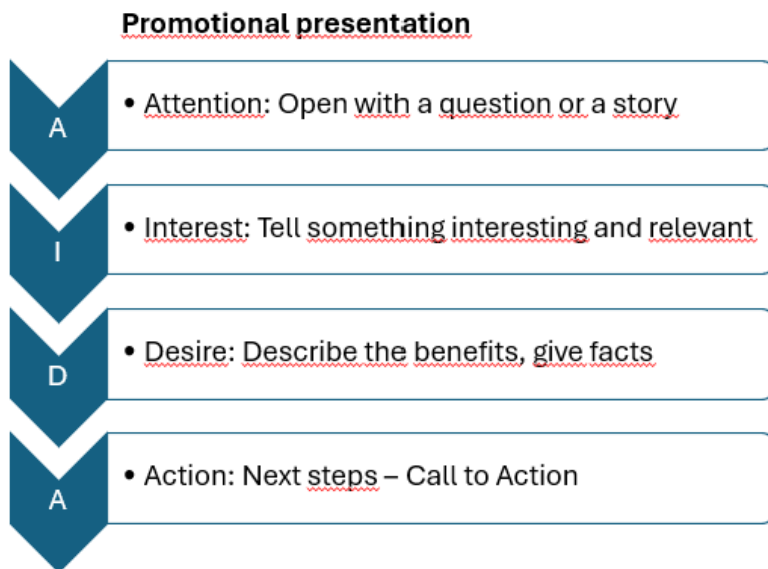 Promotional presentation
A
• Attention: Open with a question or a story
I
• Interest: Tell something interesting and relevant
D
• Desire: Describe the benefits, give facts
A
• Action: Next steps – Call to Action